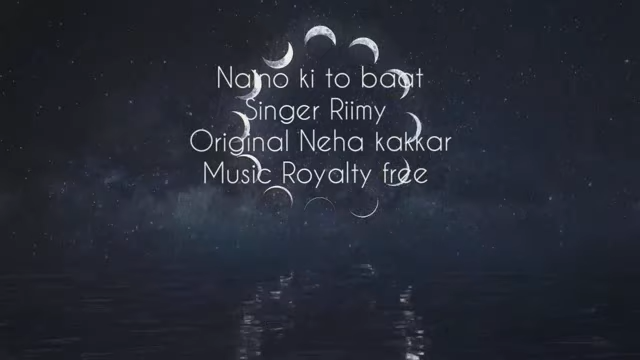 Naino ki to baat
Singer Riimy
Original Neha kakkar
Music Royalty free